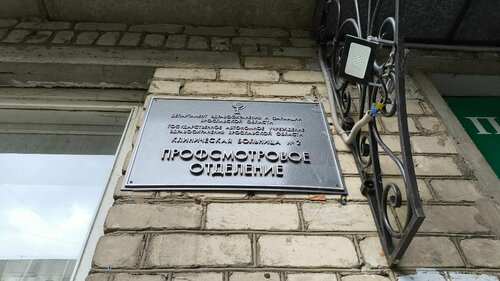 ДЕПАРТАМЕНТ ЗДРАВООХРАНЕНИЯ И ФАРМАЦИИ
ЯРОСЛАВСКОЙ ОБЛАСТИ
ГОСУДАРСТВЕННОЕ АВТОНОМНОЕ УЧРЕЖДЕНИЕ
ЗДРАВООХРАНЕНИЯ ЯРОСЛАВСКОЙ ОБЛАСТИ
КЛИНИЧЕСКАЯ БОЛЬНИЦА № 2
ПРОФСМОТРОВОЕ
ОТДЕЛЕНИЕ